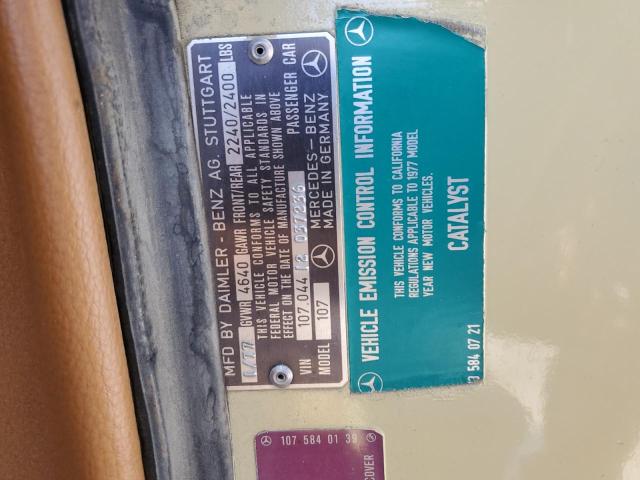 MFD BY DAIMLER-BENZ AG. STUTTGART
1/77 GVWR 4640 GAWR FRONT/REAR 2240/2400 LBS
THIS VEHICLE CONFORMS TO ALL APPLICABLE
FEDERAL MOTOR VEHICLE SAFETY STANDARDS IN
EFFECT ON THE DATE OF MANUFACTURE SHOWN ABOVE
VIN 107.044 12 037236 PASSENGER CAR
MODEL 107 MERCEDES-BENZ
MADE IN GERMANY
VEHICLE EMISSION CONTROL INFORMATION
THIS VEHICLE CONFORMS TO CALIFORNIA
REGULATIONS APPLICABLE TO 1977 MODEL
YEAR NEW MOTOR VEHICLES.
CATALYST
584 07 21
107 584 01 39
COVER